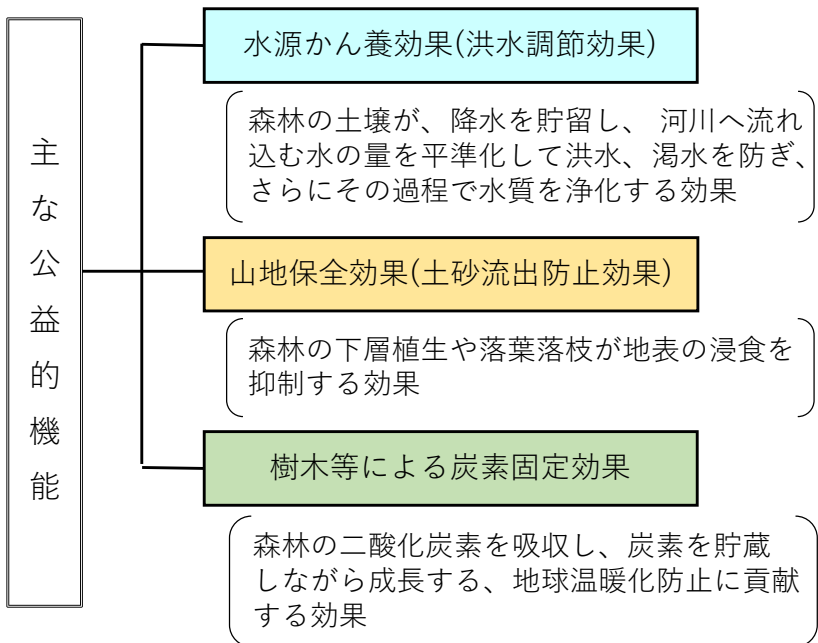 主な公益的機能
水源かん養効果(洪水調節効果)
森林の土壌が、降水を貯留し、 河川へ流れ
込む水の量を平準化して洪水、渇水を防ぎ、
さらにその過程で水質を浄化する効果
山地保全効果(土砂流出防止効果)
森林の下層植生や落葉落枝が地表の浸食を
抑制する効果
樹木等による炭素固定効果
森林の二酸化炭素を吸収し、炭素を貯蔵
しながら成長する、地球温暖化防止に貢献
する効果